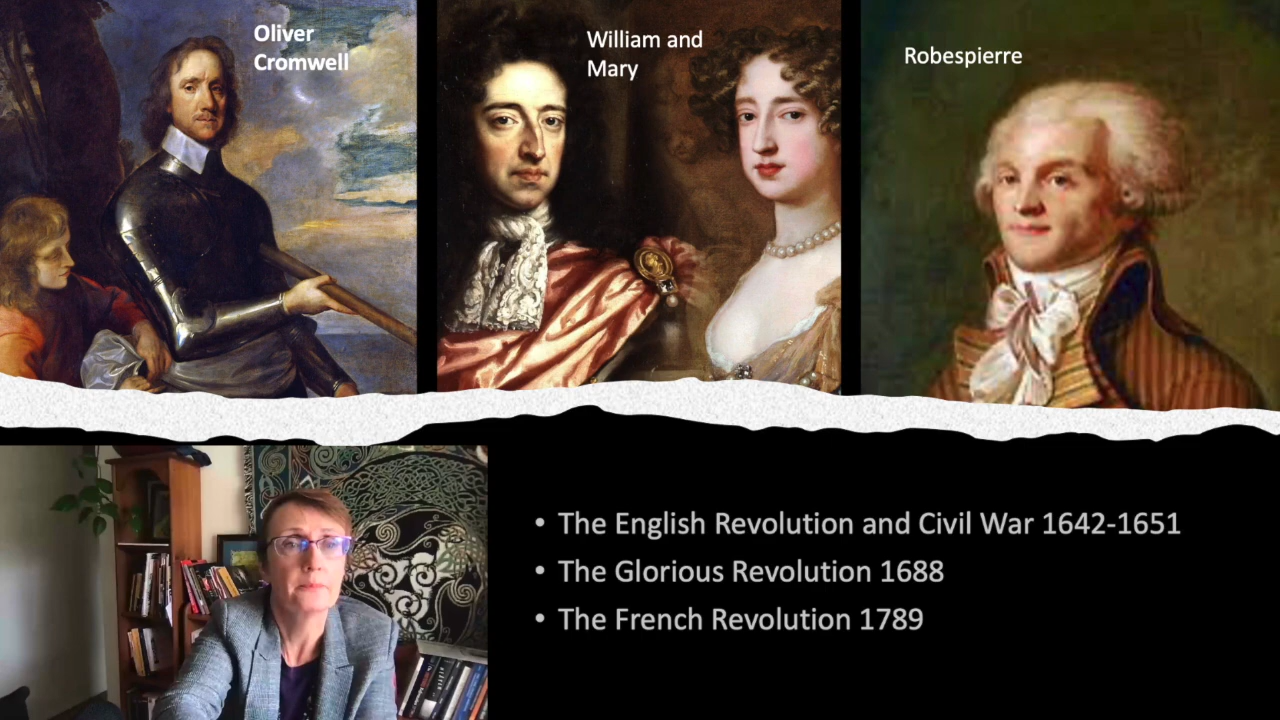 Oliver
Cromwell
William and
Mary
Robespierre
• The English Revolution and Civil War 1642-1651
• The Glorious Revolution 1688
• The French Revolution 1789